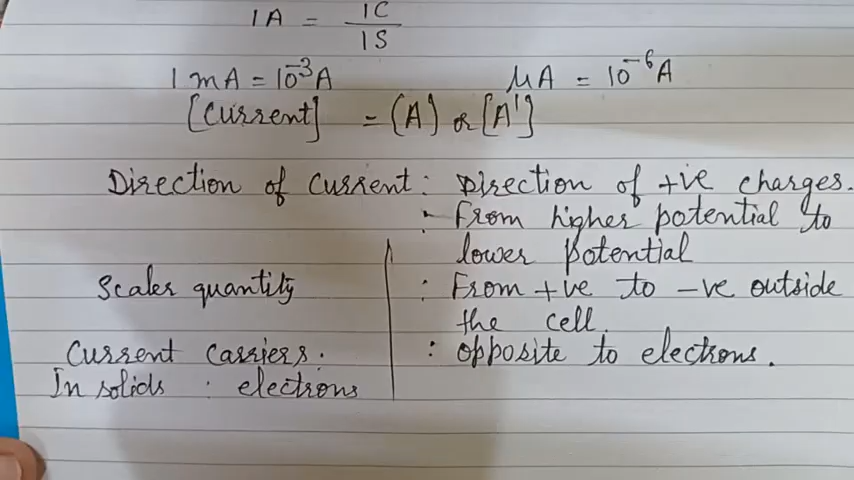 1 A = 1C / 1S
1 mA = 10⁻³A    μA = 10⁻⁶A
[Current] = (A) or [A¹]
Direction of Current : Direction of +ve charges.
: From higher potential to
lower potential
Scaler quantity : From +ve to -ve outside
the cell.
Current Carriers. : opposite to electrons.
In solids : electrons